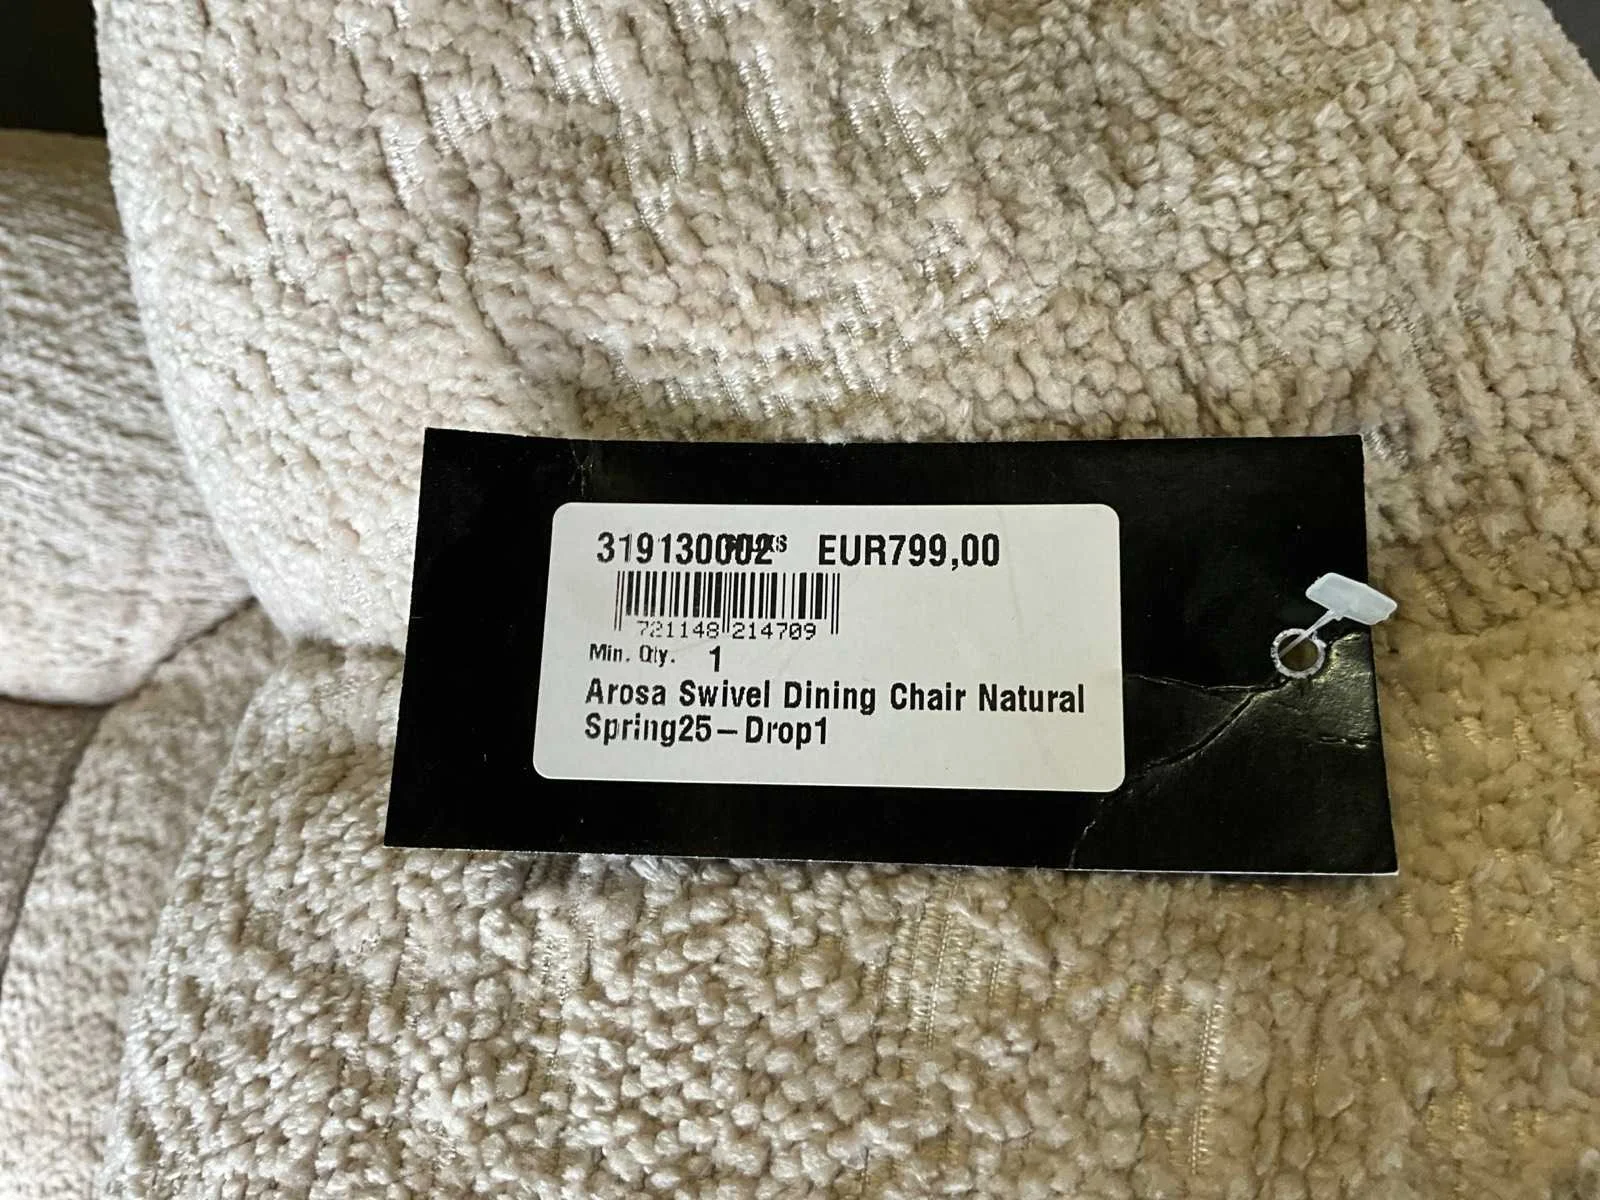 319130002 EUR799,00
721148 214709
Min. Qty. 1
Arosa Swivel Dining Chair Natural
Spring25-Drop1